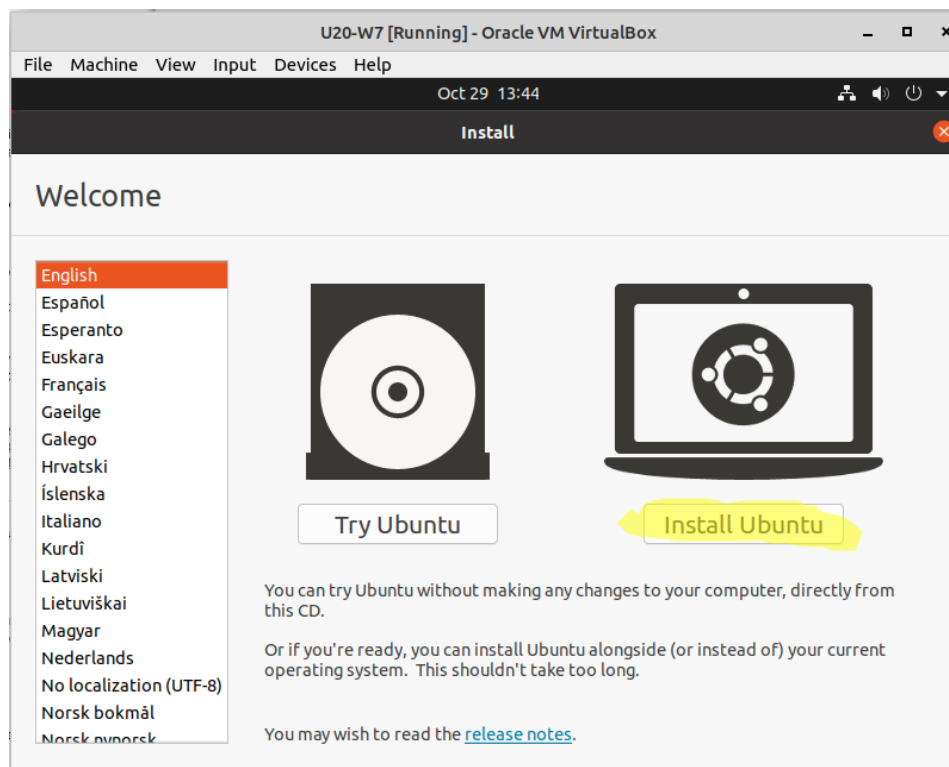 U20-W7 [Running] - Oracle VM VirtualBox
File Machine View Input Devices Help
Oct 29 13:44
Install
Welcome
English
Español
Esperanto
Euskara
Français
Gaeilge
Galego
Hrvatski
Íslenska
Italiano
Kurdî
Latviski
Lietuviškai
Magyar
Nederlands
No localization (UTF-8)
Norsk bokmål
Norsk nynorsk
Try Ubuntu
Install Ubuntu
You can try Ubuntu without making any changes to your computer, directly from
this CD.
Or if you're ready, you can install Ubuntu alongside (or instead of) your current
operating system. This shouldn't take too long.
You may wish to read the release notes.